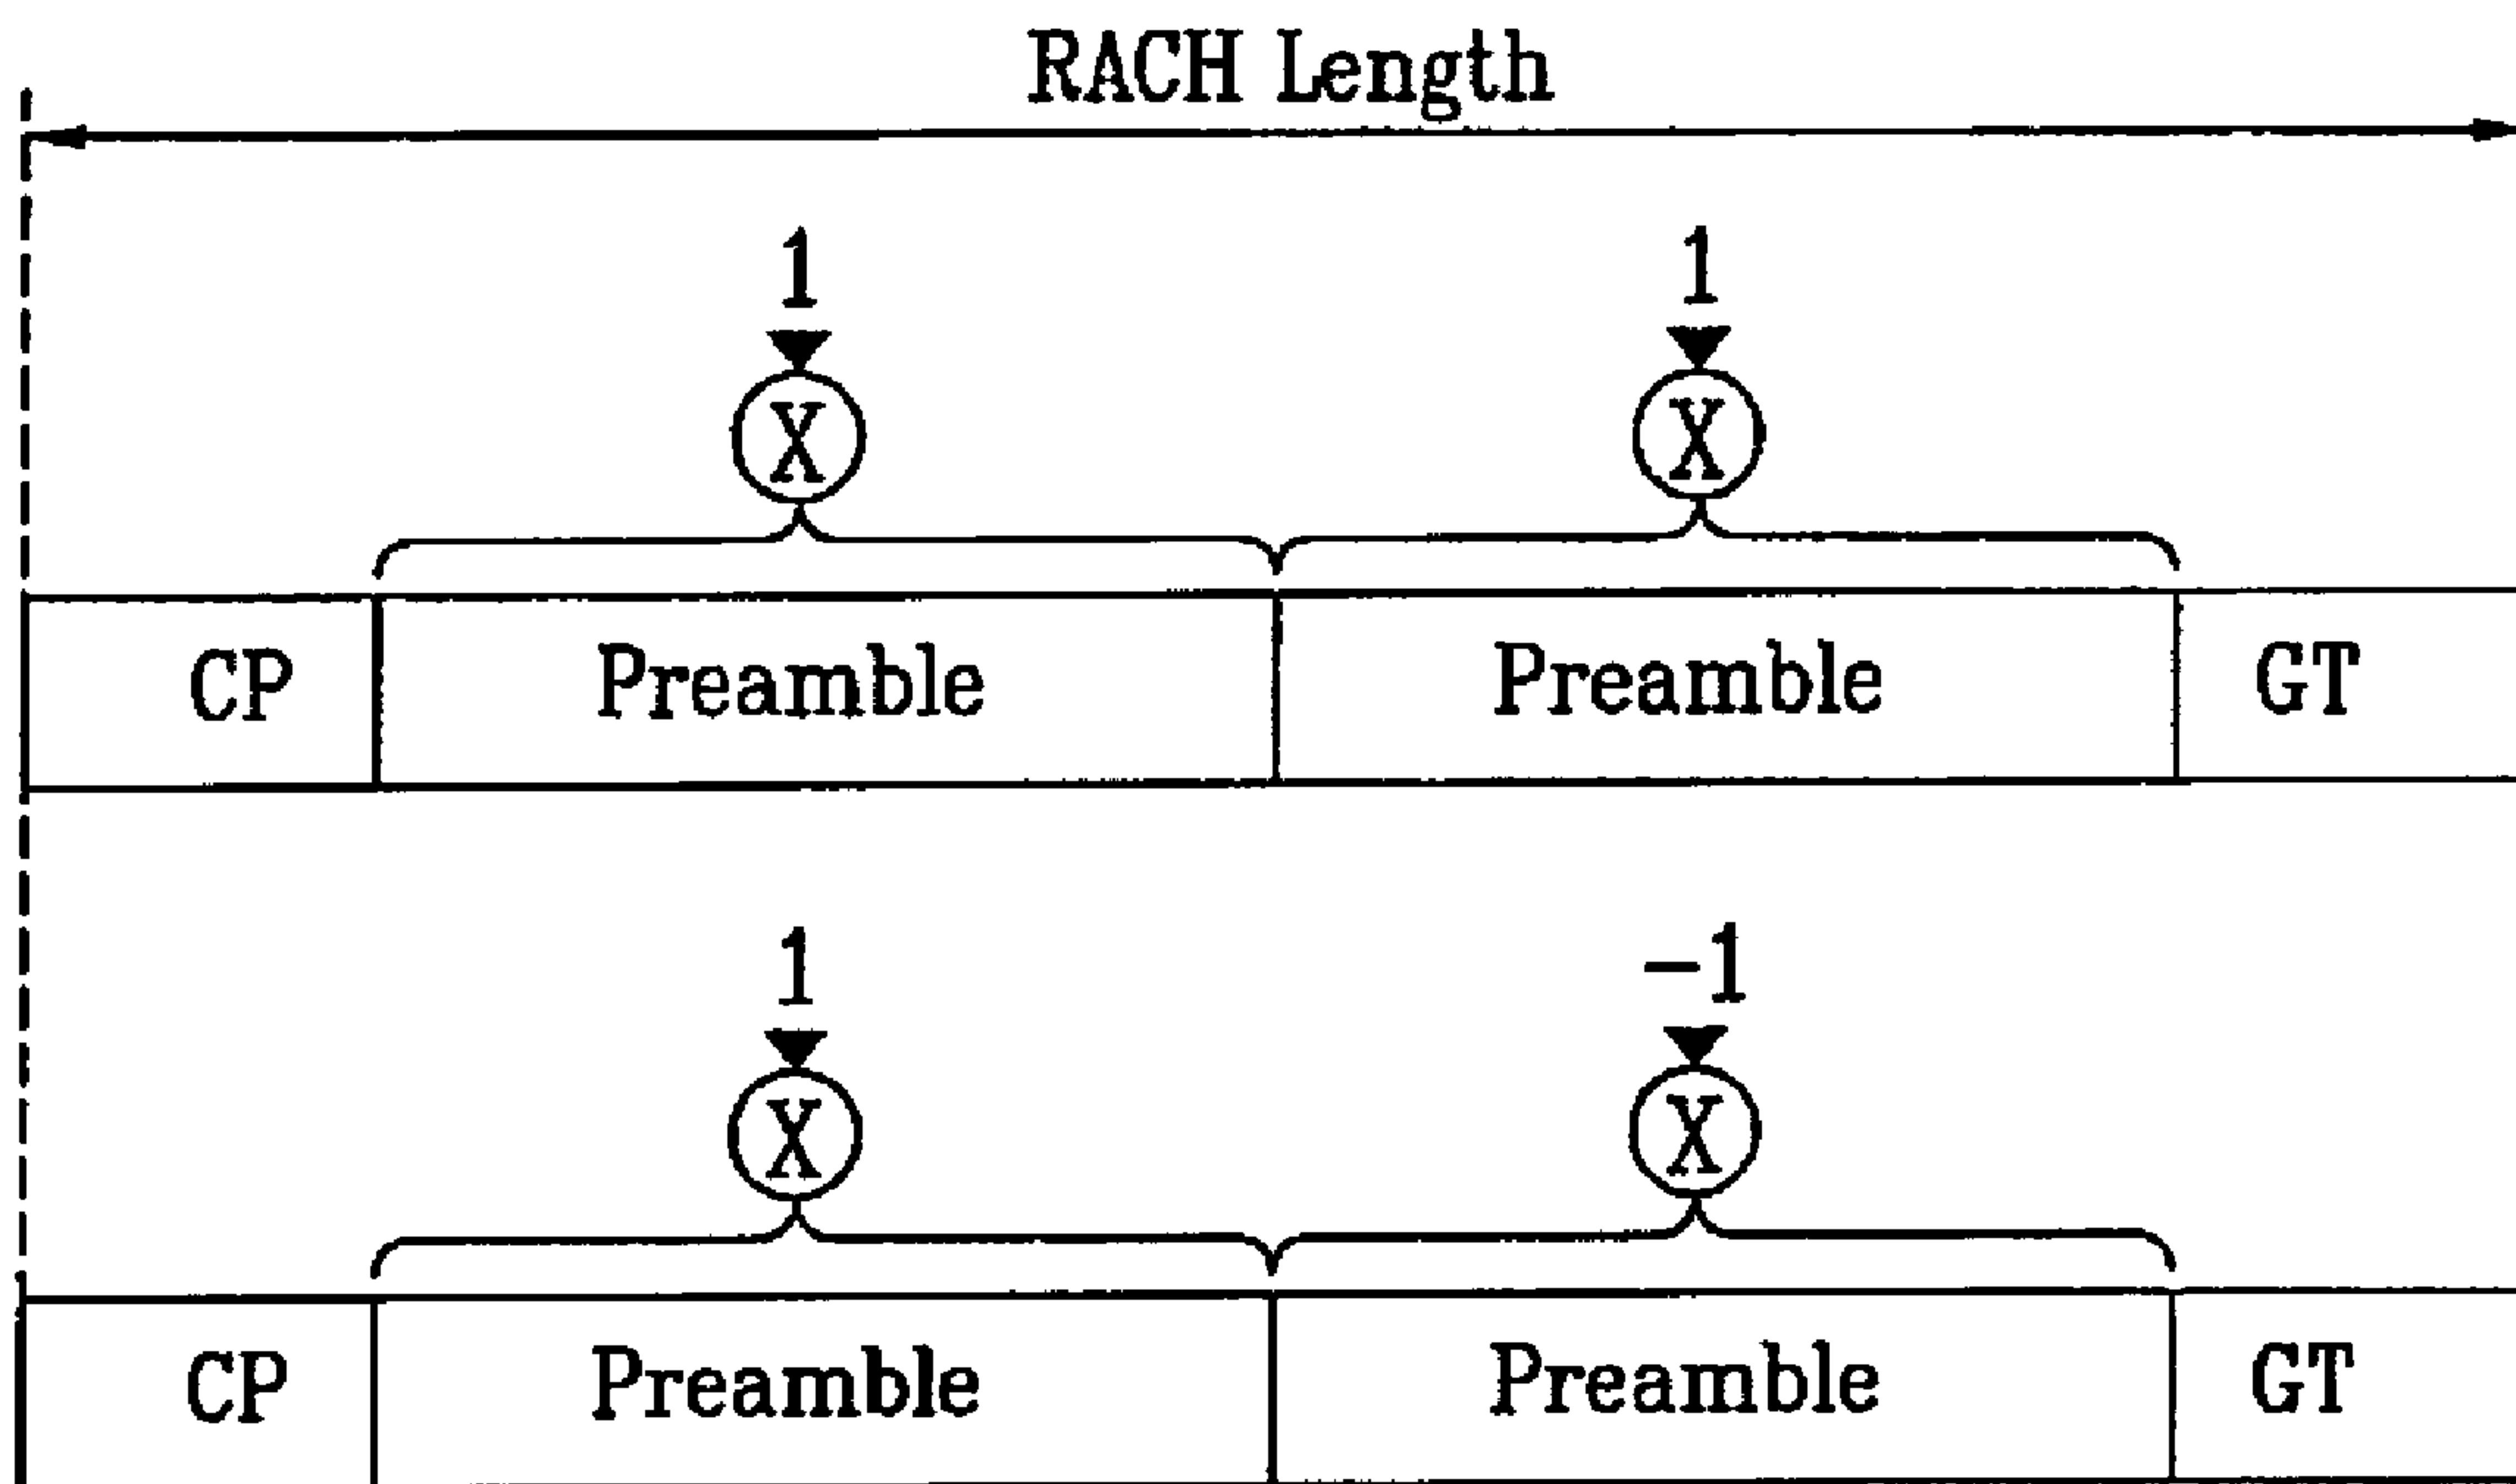 RACH Length
1 1
X X
CP Preamble Preamble GT
1 -1
X X
CP Preamble Preamble GT